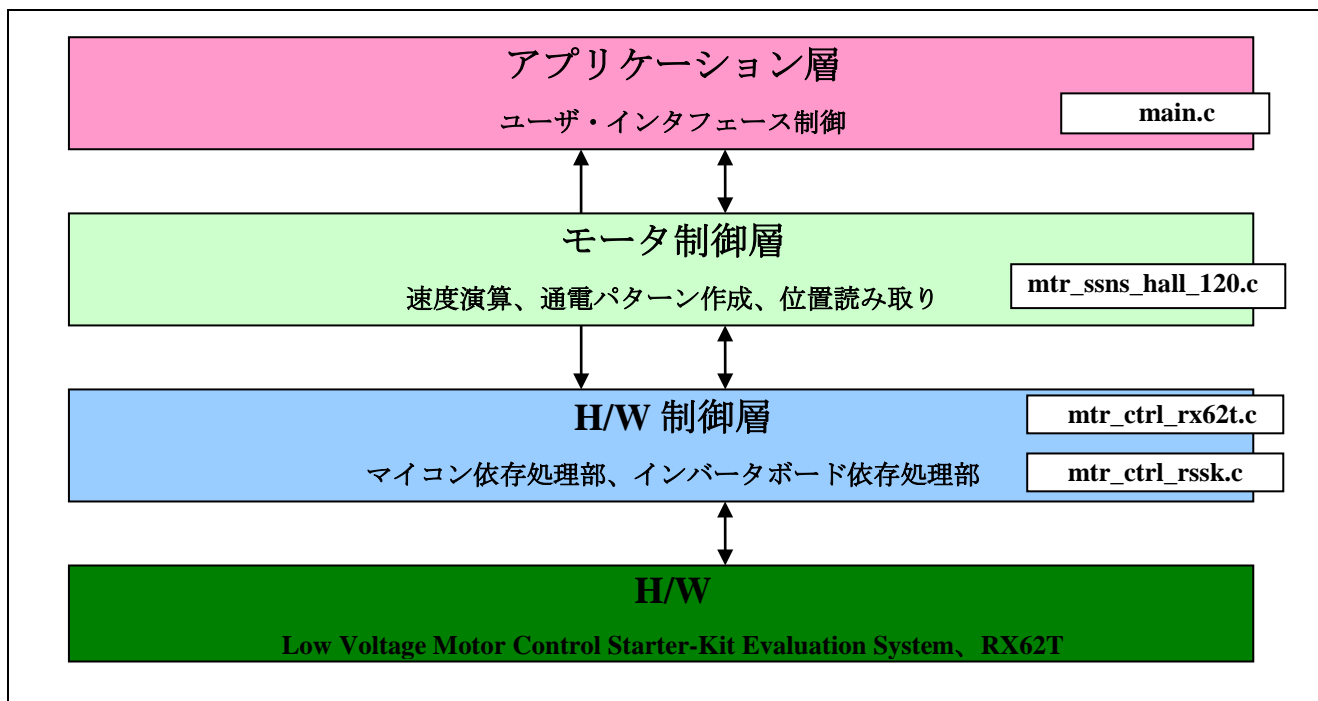 アプリケーション層
ユーザ・インタフェース制御
main.c
モータ制御層
速度演算、通電パターン作成、位置読み取り
mtr_ssns_hall_120.c
H/W 制御層
mtr_ctrl_rx62t.c
マイコン依存処理部、インバータボード依存処理部
mtr_ctrl_rssk.c
H/W
Low Voltage Motor Control Starter-Kit Evaluation System、RX62T